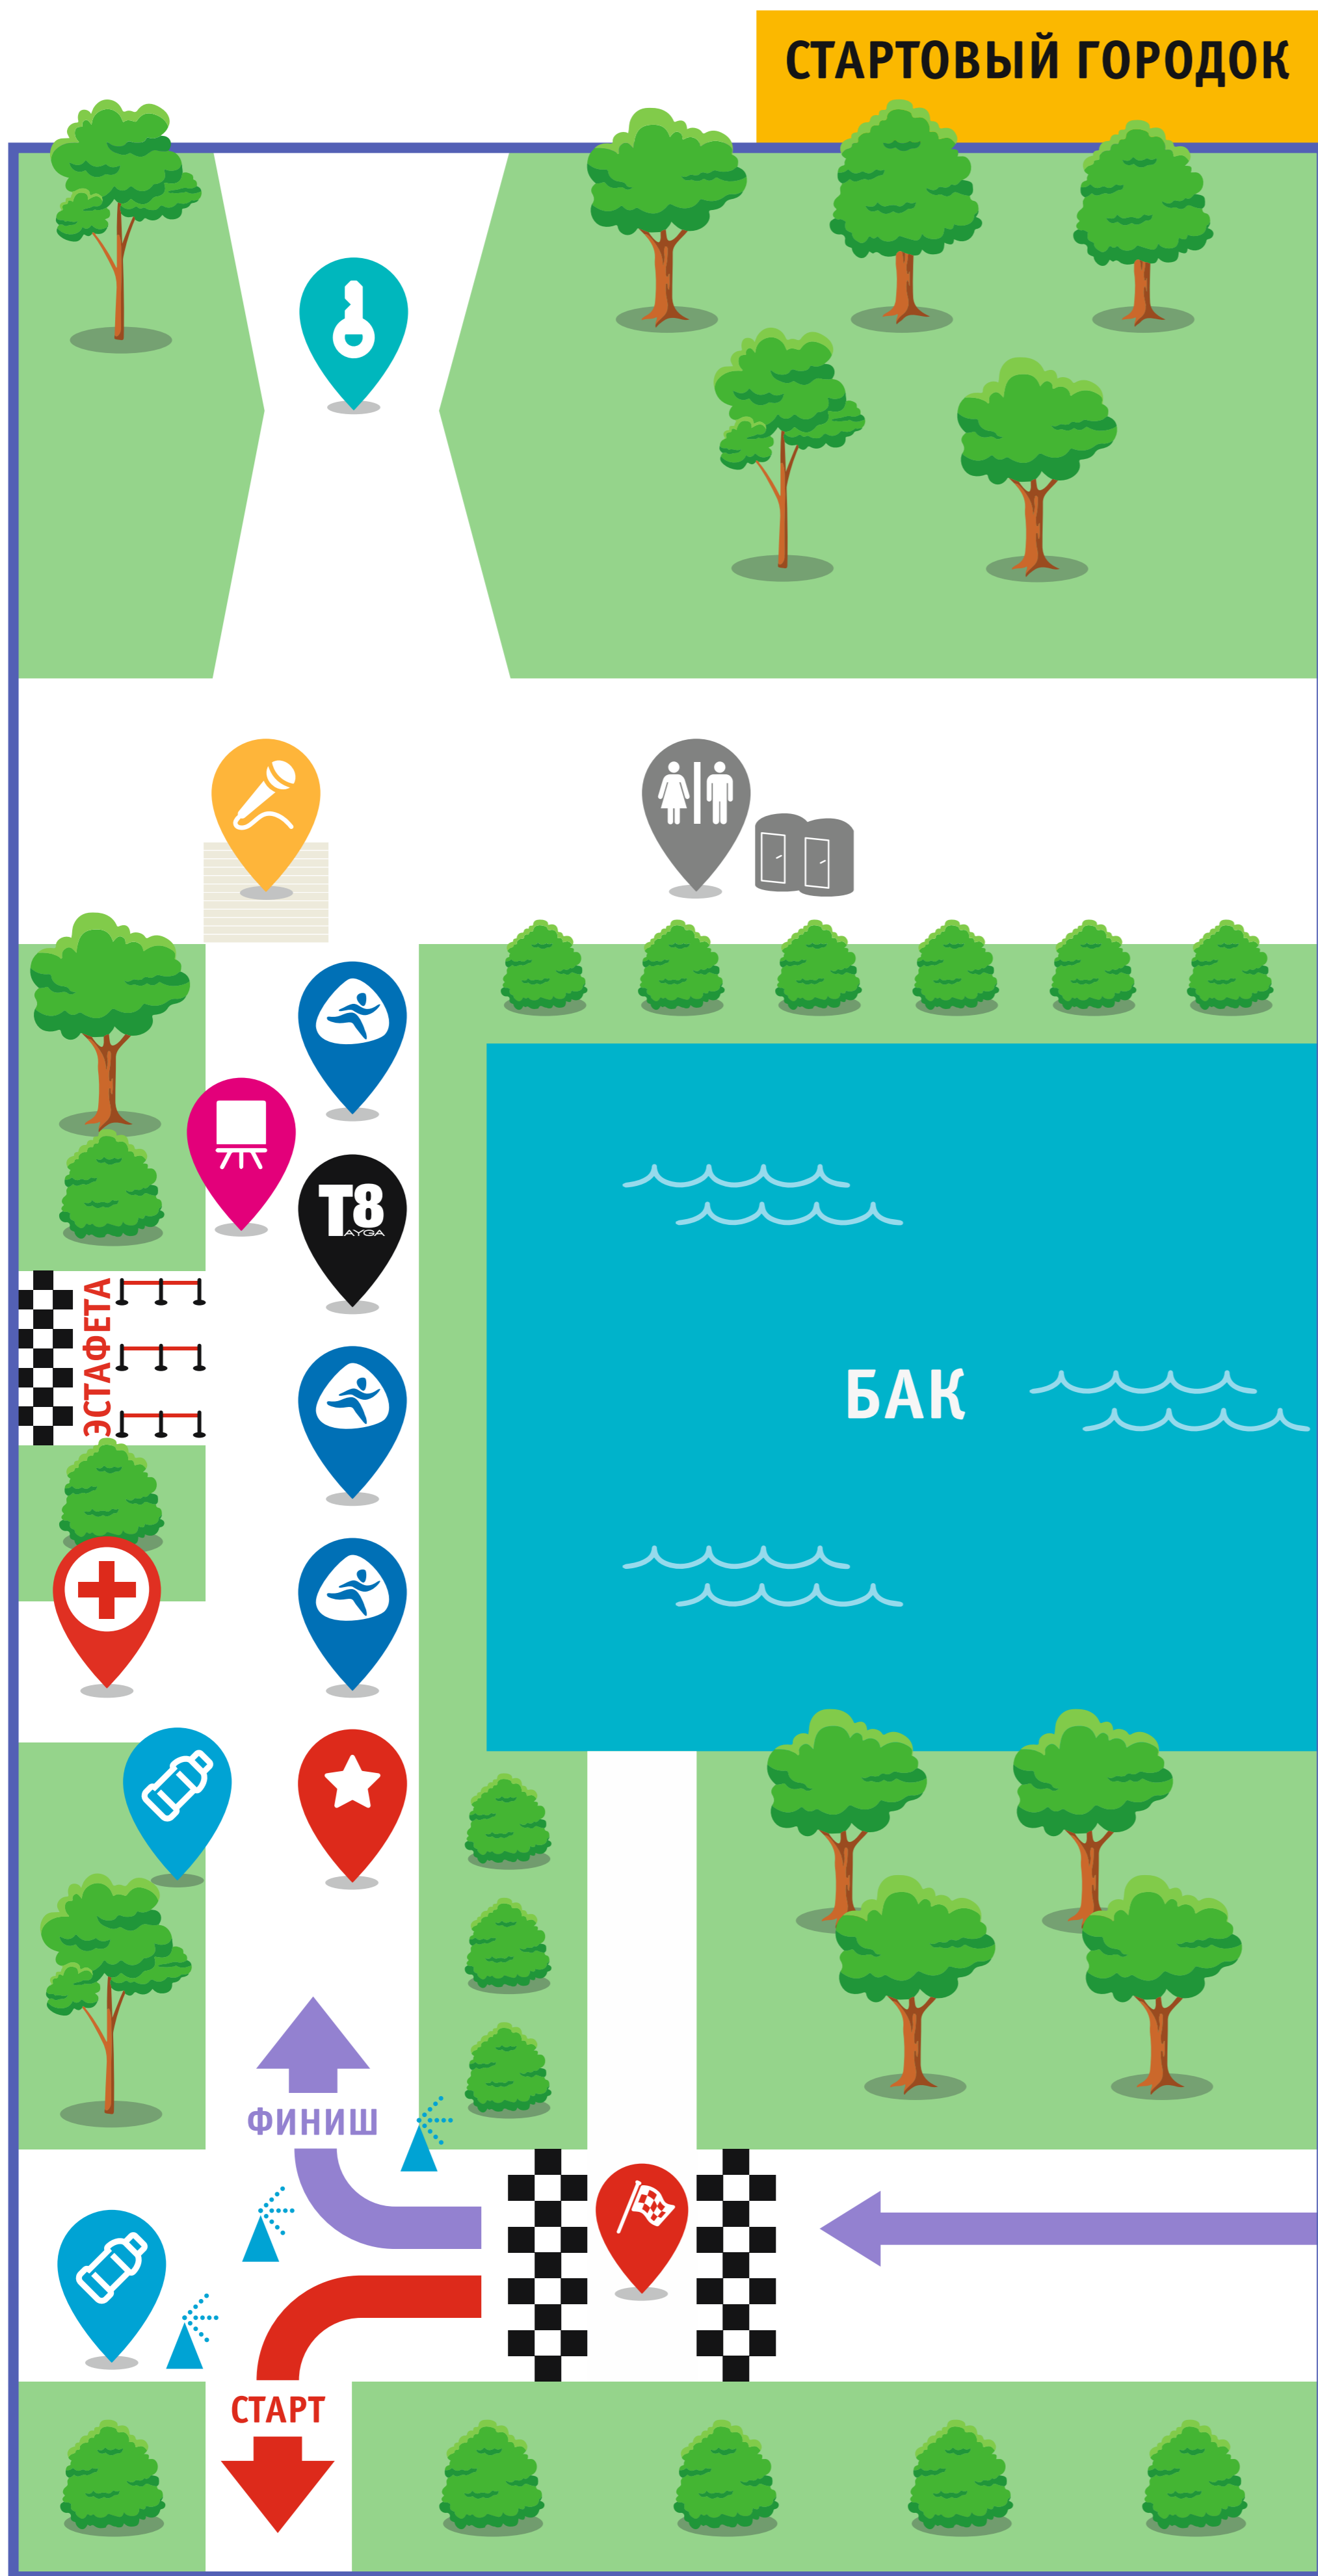 СТАРТОВЫЙ ГОРОДОК
T8
AYGA
ЭСТАФЕТА
БАК
ФИНИШ
СТАРТ